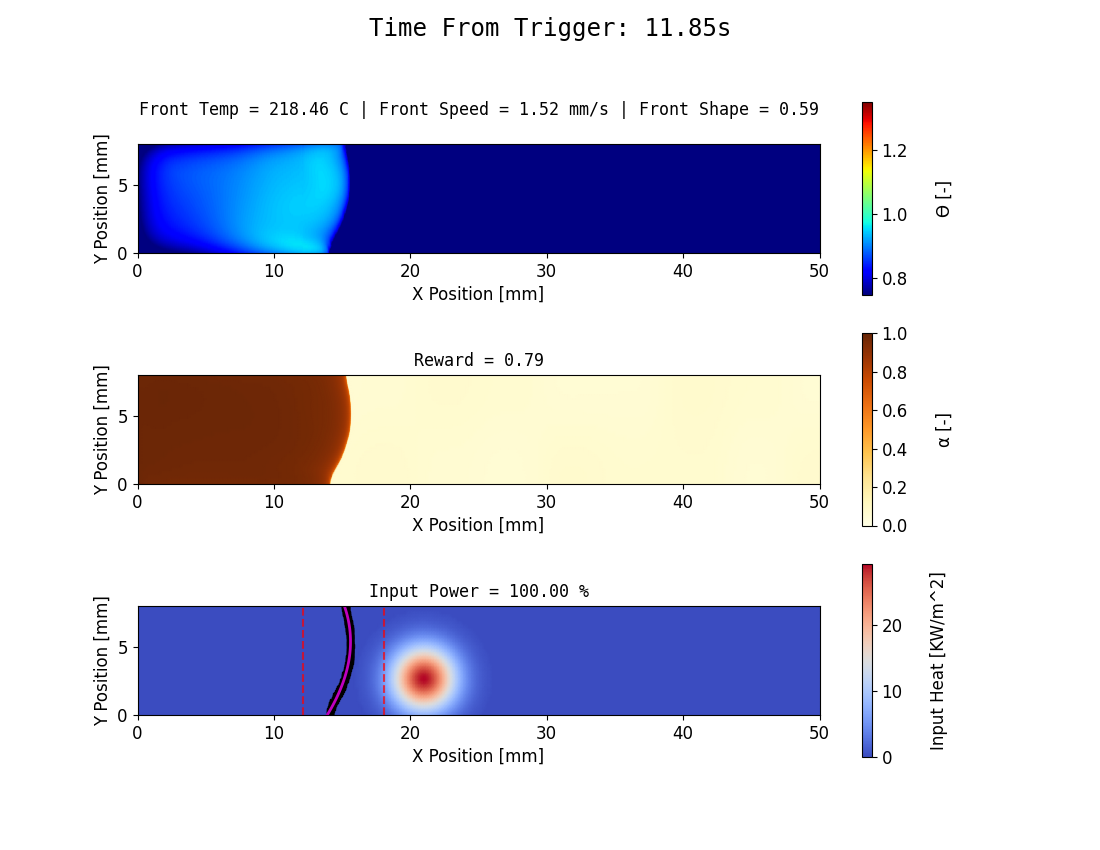 Time From Trigger: 11.85s
Front Temp = 218.46 C | Front Speed = 1.52 mm/s | Front Shape = 0.59
Y Position [mm]
5
0
0 10 20 30 40 50
X Position [mm]
1.2
1.0
0.8
Θ [-]
Reward = 0.79
Y Position [mm]
5
0
0 10 20 30 40 50
X Position [mm]
1.0
0.8
0.6
0.4
0.2
0.0
α [-]
Input Power = 100.00 %
Y Position [mm]
5
0
0 10 20 30 40 50
X Position [mm]
20
10
0
Input Heat [KW/m^2]